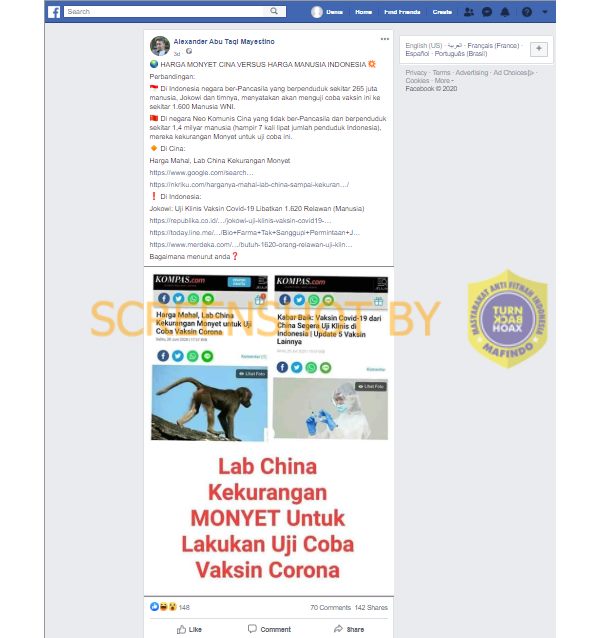 Search
Denis
Home
Find Friends
Create
Alexander Abu Taqi Mayestino
3d
HARGA MONYET CINA VERSUS HARGA MANUSIA INDONESIA
Perbandingan:
Di Indonesia negara ber-Pancasila yang berpenduduk sekitar 265 juta
manusia, Jokowi dan timnya, menyatakan akan menguji coba vaksin ini ke
sekitar 1.600 Manusia WNI.
Di negara Neo Komunis Cina yang tidak ber-Pancasila dan berpenduduk
sekitar 1,4 milyar manusia (hampir 7 kali lipat jumlah penduduk Indonesia),
mereka kekurangan Monyet untuk uji coba ini.
Di Cina:
Harga Mahal, Lab China Kekurangan Monyet
https://www.google.com/search…
https://nkriku.com/harganya-mahal-lab-china-sampai-kekuran…/
Di Indonesia:
Jokowi: Uji Klinis Vaksin Covid-19 Libatkan 1.620 Relawan (Manusia)
https://republika.co.id/…/jokowi-uji-klinis-vaksin-covid19-…
https://today.line.me/…/Bio+Farma+Tak+Sanggupi+Permintaan+J…
https://www.merdeka.com/…/butuh-1620-orang-relawan-uji-klin…
Bagaimana menurut anda
English (US) · العربية · Français (France) ·
Español · Português (Brasil)
Privacy · Terms · Advertising · Ad Choices ·
Cookies · More
Facebook © 2020
KOMPAS.com
Harga Mahal, Lab China
Kekurangan Monyet untuk Uji
Coba Vaksin Corona
Komentar
Lihat Foto
KOMPAS.com
Kabar Baik: Vaksin Covid-19 dari
China Segera Uji Klinis di
Indonesia | Update 5 Vaksin
Lainnya
Komentar
Lihat Foto
SCREENSHOT BY
MASYARAKAT ANTI FITNAH INDONESIA
TURN
BACK
HOAX
MAFINDO
Lab China
Kekurangan
MONYET Untuk
Lakukan Uji Coba
Vaksin Corona
148
70 Comments 142 Shares
Like
Comment
Share